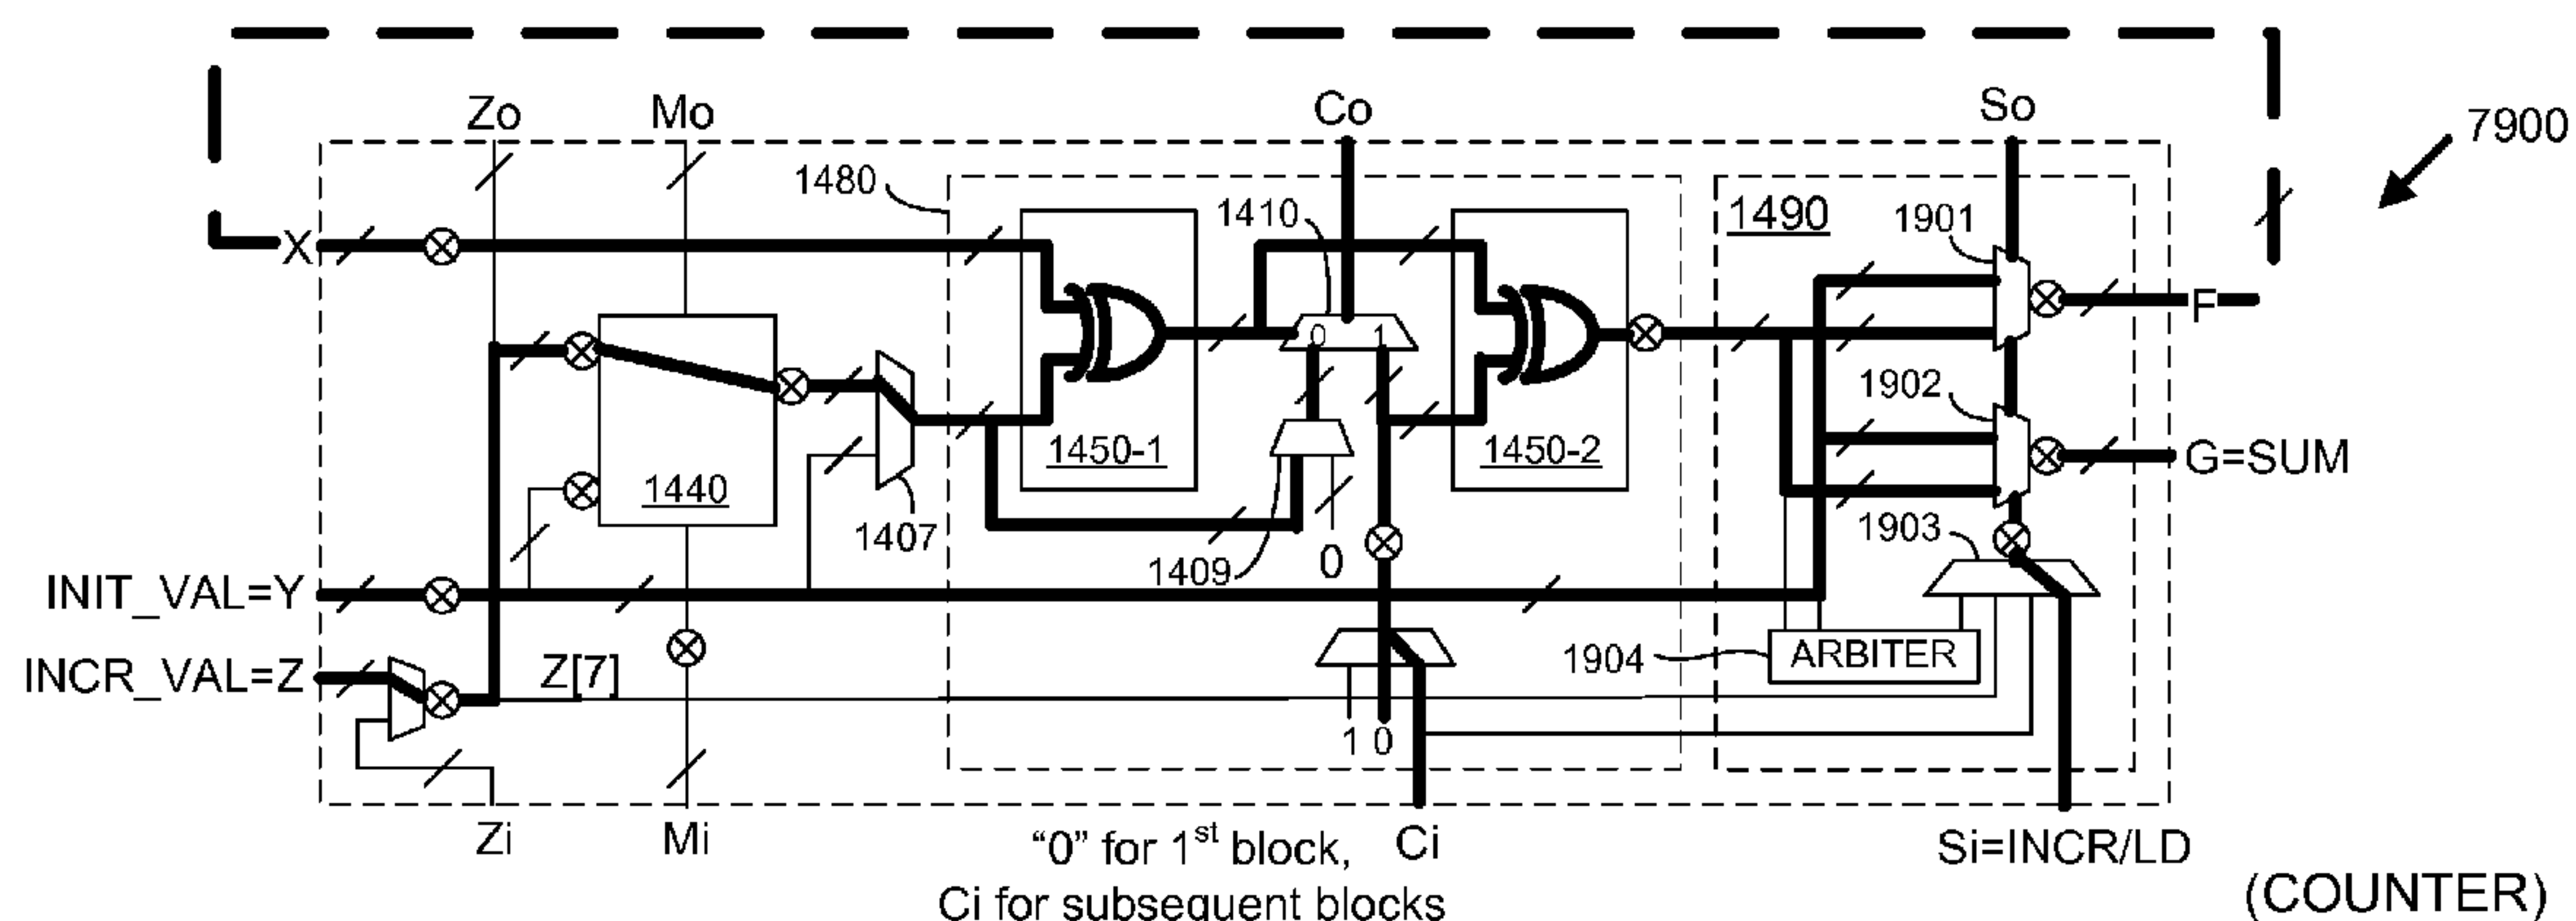 Zo Mo Co So
7900
1480 1410 1490 1901
X
0 1
F
1902
1450-1 1450-2
G=SUM
1440
1407 1903
1409 0
INIT_VAL=Y
INCR_VAL=Z Z[7] 1904 ARBITER
1 0
Zi Mi "0" for 1st block, Ci Si=INCR/LD
Ci for subsequent blocks (COUNTER)